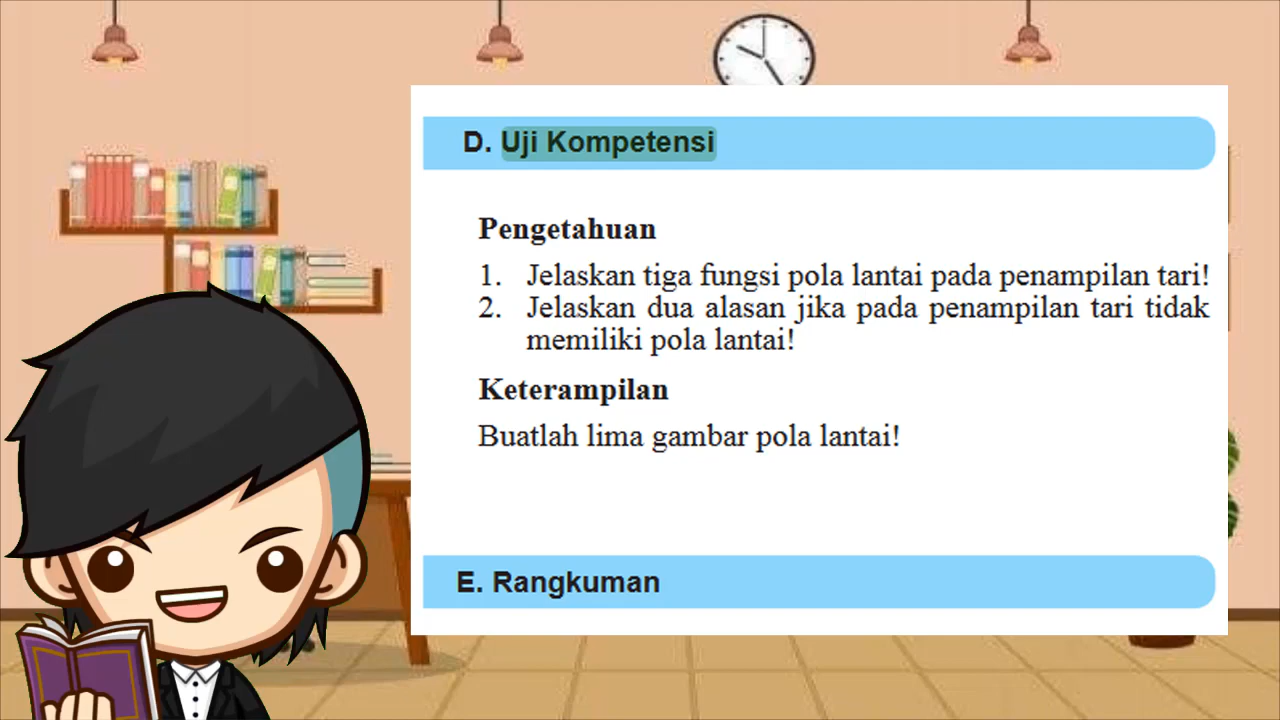 D. Uji Kompetensi
Pengetahuan
1. Jelaskan tiga fungsi pola lantai pada penampilan tari!
2. Jelaskan dua alasan jika pada penampilan tari tidak
memiliki pola lantai!
Keterampilan
Buatlah lima gambar pola lantai!
E. Rangkuman